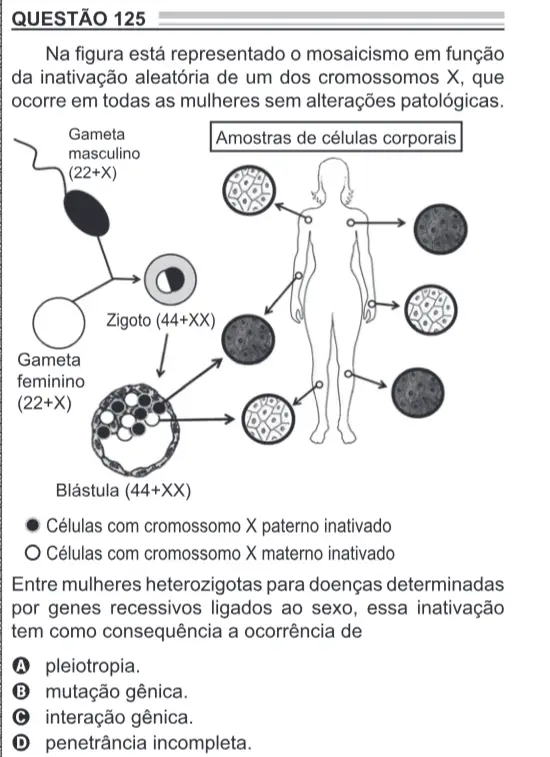 QUESTÃO 125
Na figura está representado o mosaicismo em função
da inativação aleatória de um dos cromossomos X, que
ocorre em todas as mulheres sem alterações patológicas.
Gameta
masculino
(22+X)
Amostras de células corporais
Zigoto (44+XX)
Gameta
feminino
(22+X)
Blástula (44+XX)
Células com cromossomo X paterno inativado
Células com cromossomo X materno inativado
Entre mulheres heterozigotas para doenças determinadas
por genes recessivos ligados ao sexo, essa inativação
tem como consequência a ocorrência de
A pleiotropia.
B mutação gênica.
C interação gênica.
D penetrância incompleta.